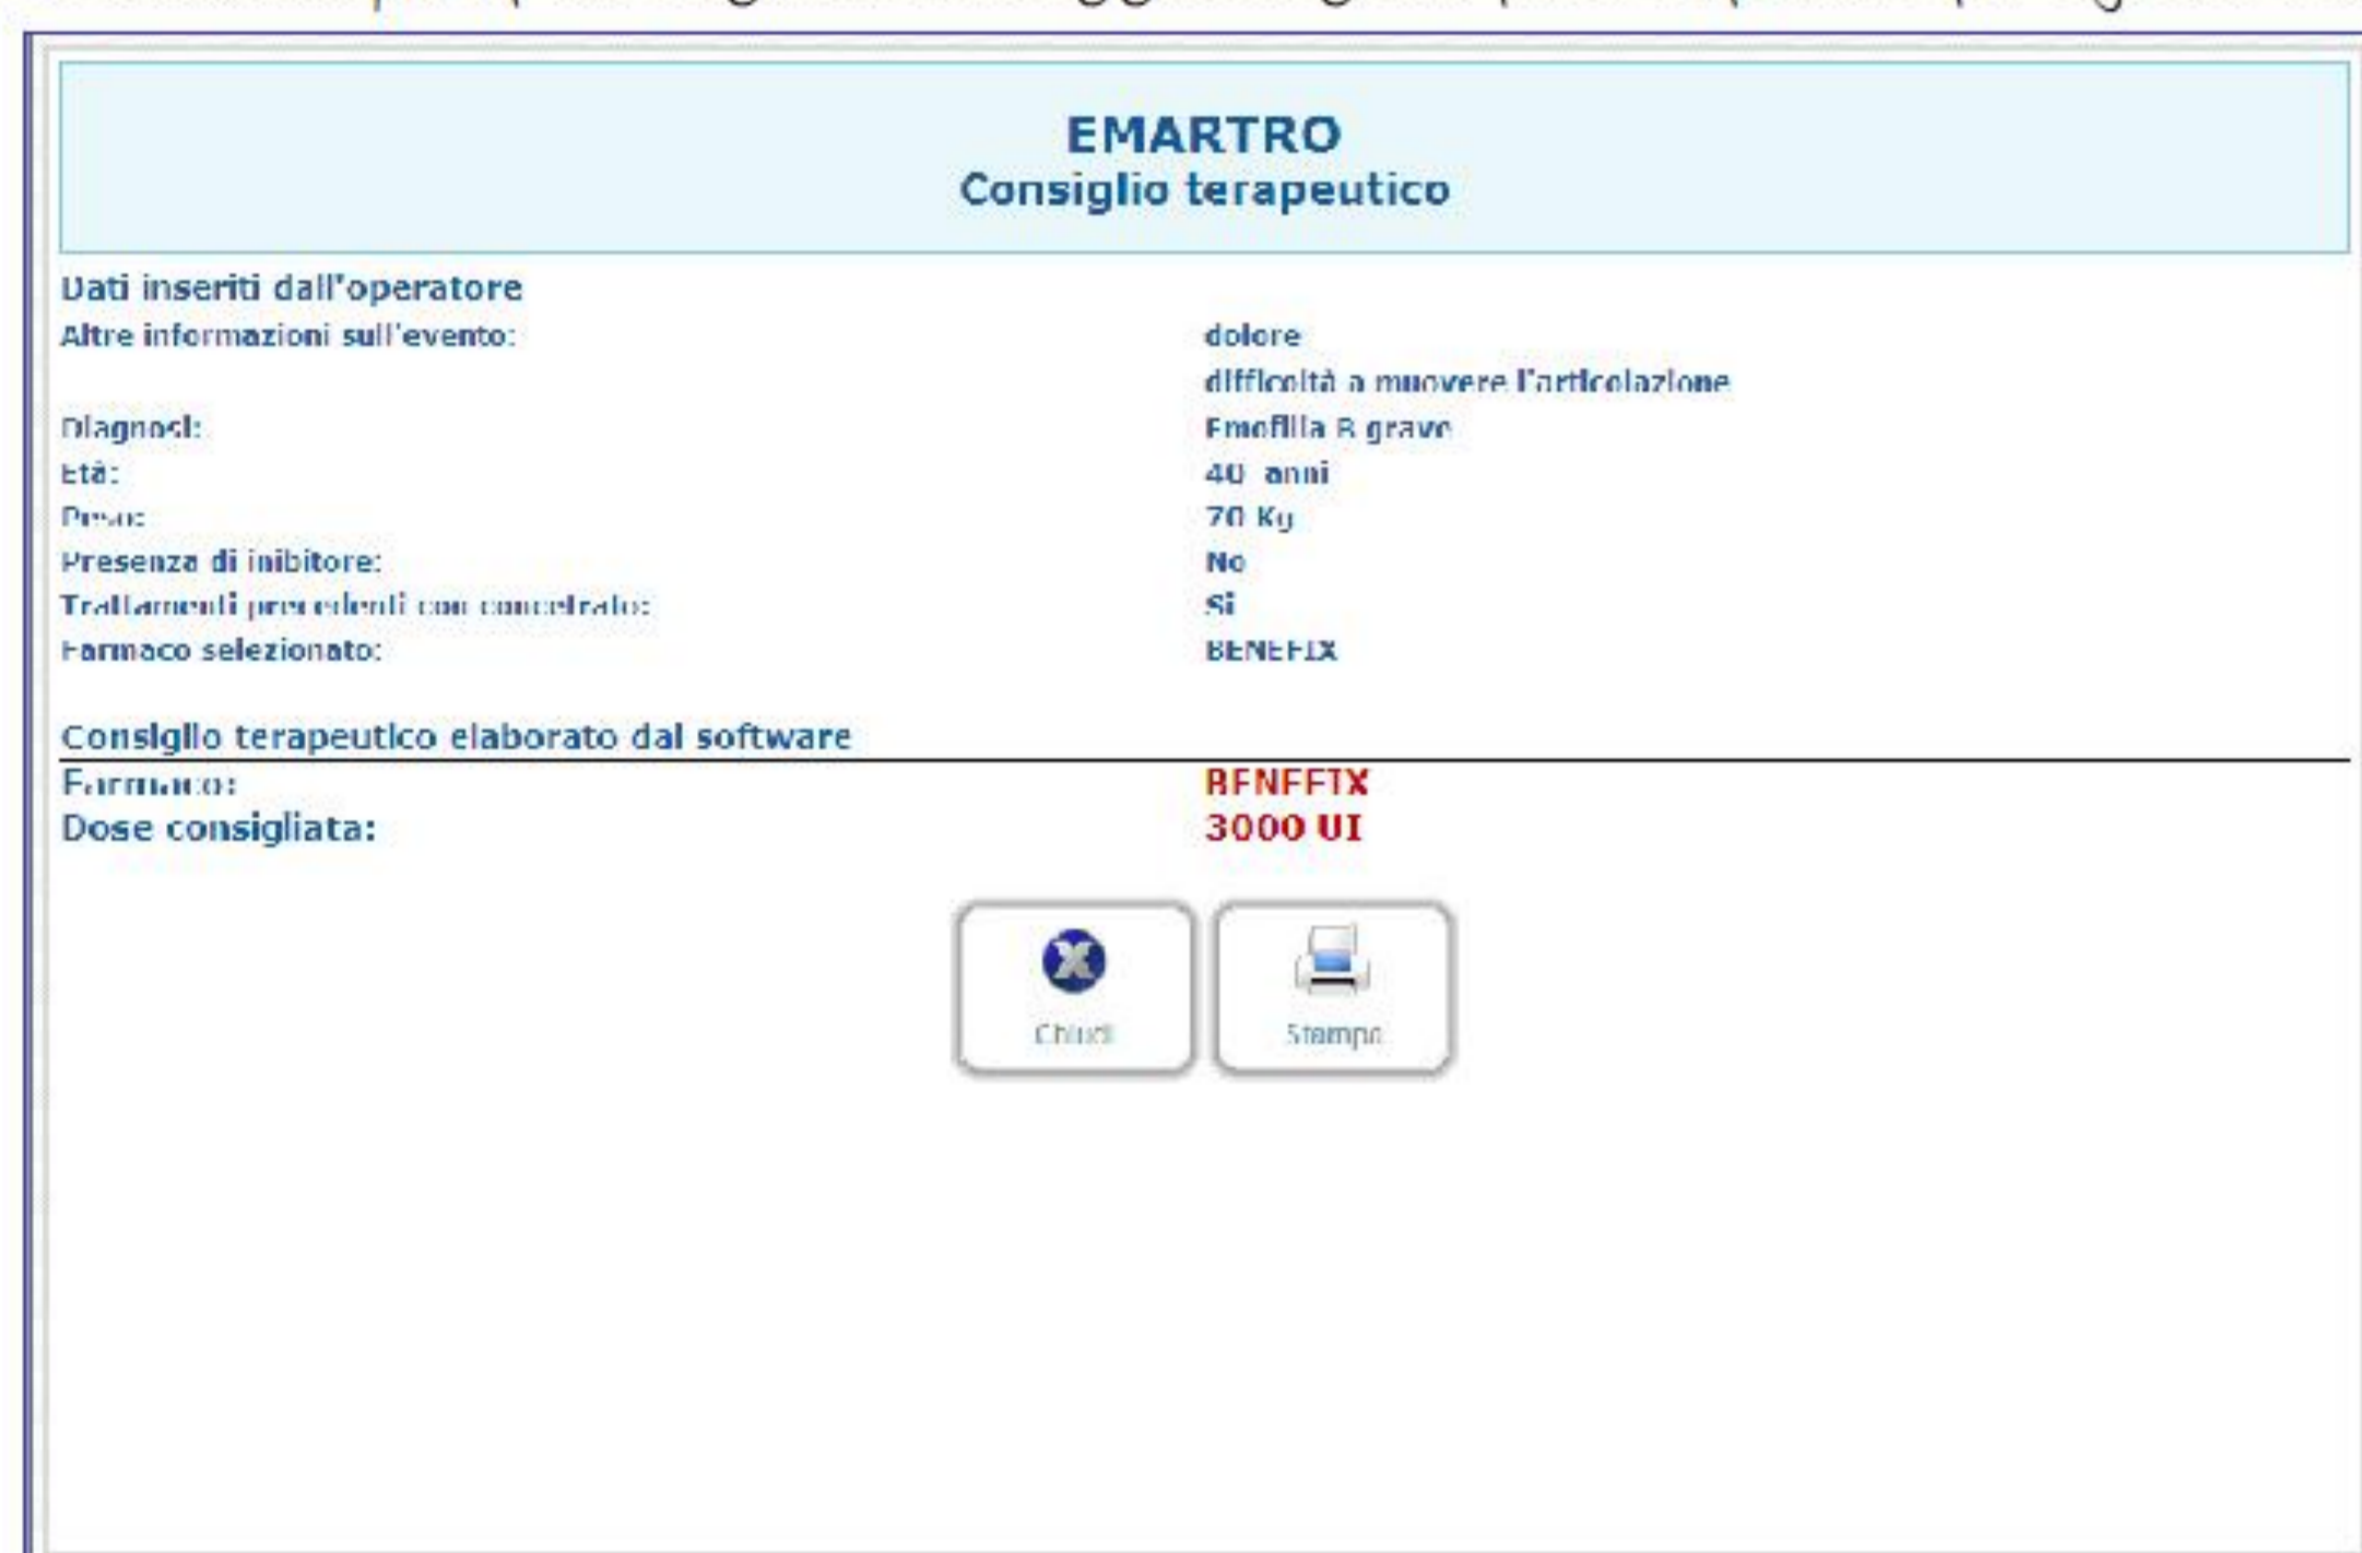 EMARTRO
Consiglio terapeutico
Dati inseriti dall'operatore
Altre informazioni sull'evento: dolore
difficoltà a muovere l'articolazione
Diagnosi: Emofilia B grave
Età: 40 anni
Peso: 70 Kg
Presenza di inibitore: No
Trattamenti precedenti con concetrato: Si
Farmaco selezionato: BENEFIX
Consiglio terapeutico elaborato dal software
Farmaco: BENEFIX
Dose consigliata: 3000 UI
Chiudi Stampa